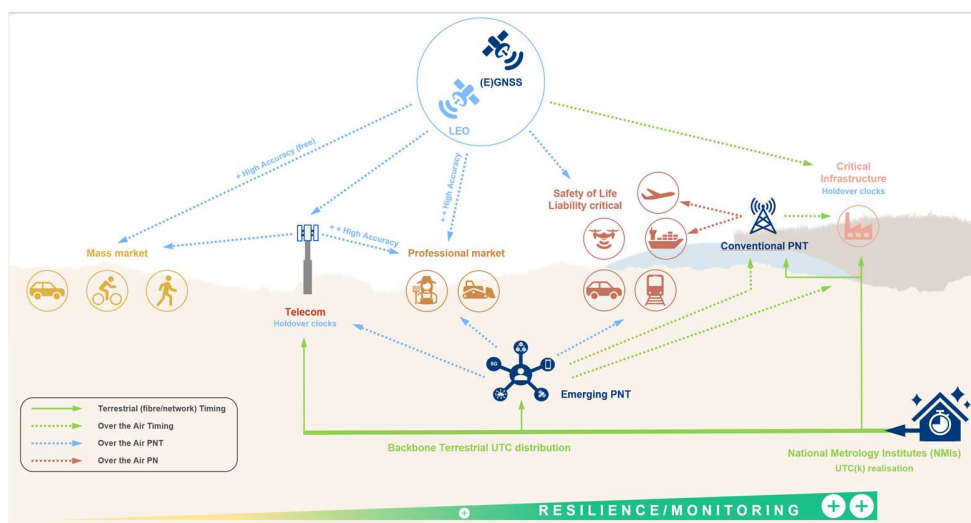 (E)GNSS
LEO
+ High Accuracy (free)
+ + High Accuracy
+ + High Accuracy
Critical
Infrastructure
Holdover clocks
Safety of Life
Liability critical
Conventional PNT
Mass market
Professional market
Telecom
Holdover clocks
5G
Emerging PNT
Terrestrial (fibre/network) Timing
Over the Air Timing
Over the Air PNT
Over the Air PN
Backbone Terrestrial UTC distribution
National Metrology Institutes (NMIs)
UTC(k) realisation
+ RESILIENCE/MONITORING + +